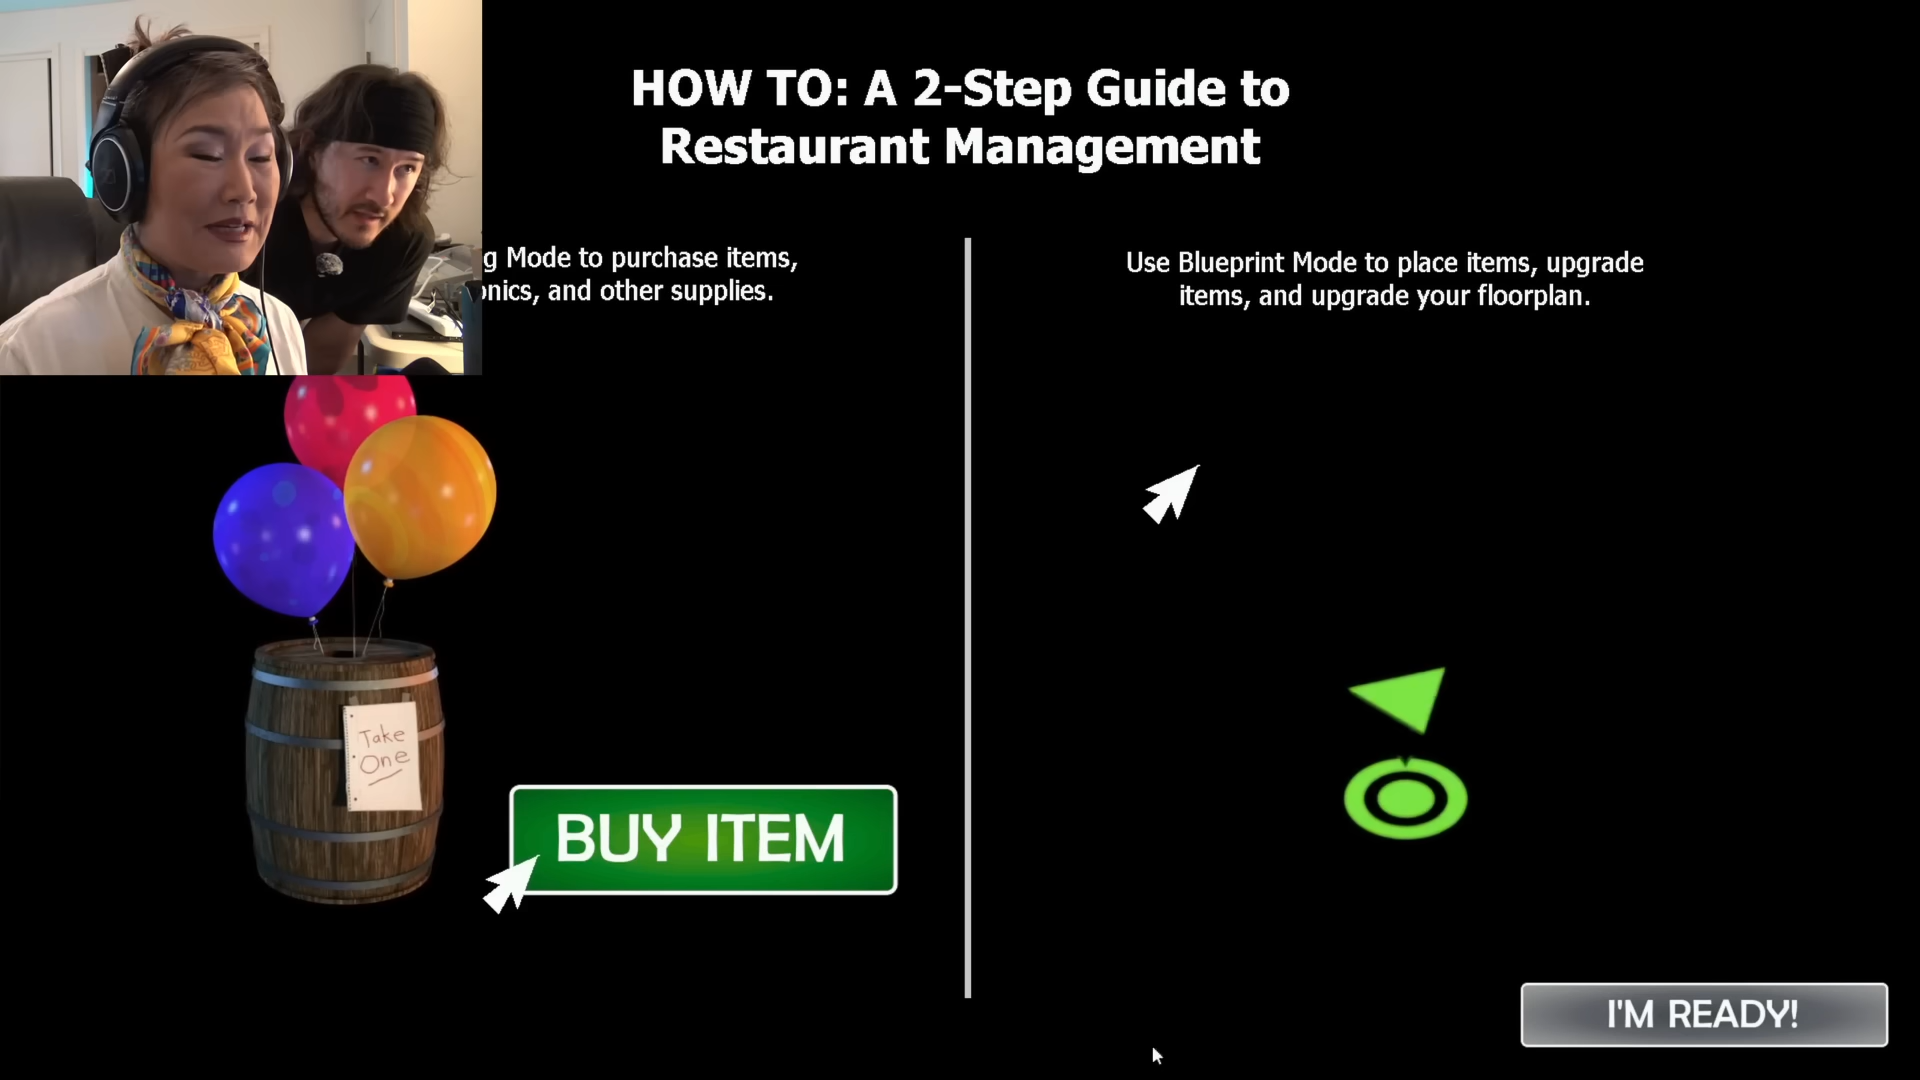 HOW TO: A 2-Step Guide to
Restaurant Management
g Mode to purchase items,
onics, and other supplies.
Use Blueprint Mode to place items, upgrade
items, and upgrade your floorplan.
Take
One
BUY ITEM
I'M READY!